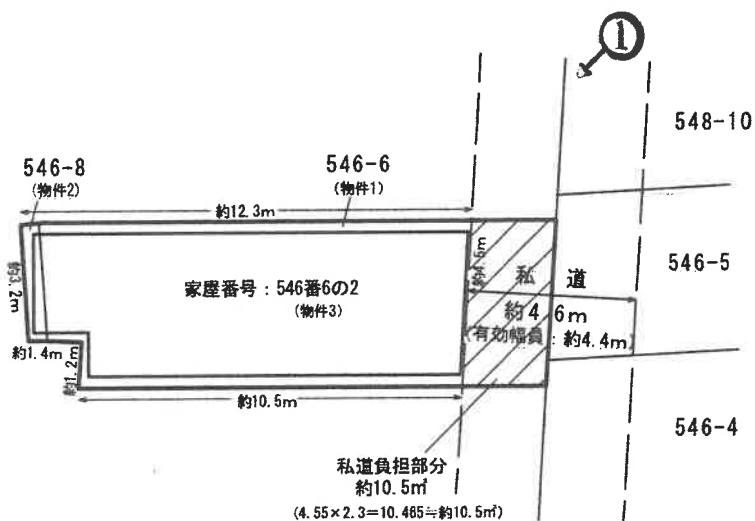 ①
548-10
546-8
(物件2)
546-6
(物件1)
約12.3m
546-5
約3.2m
家屋番号：546番6の2
(物件3)
約4.5m
私 道
約4.6m
(有効幅員：約4.4m)
約1.4m
約1.2m
約10.5m
546-4
私道負担部分
約10.5㎡
(4.55×2.3=10.465≒約10.5㎡)